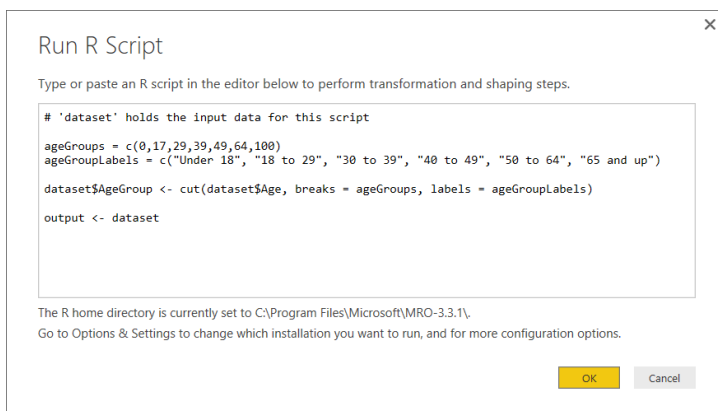 Run R Script
Type or paste an R script in the editor below to perform transformation and shaping steps.
# 'dataset' holds the input data for this script
ageGroups = c(0,17,29,39,49,64,100)
ageGroupLabels = c("Under 18", "18 to 29", "30 to 39", "40 to 49", "50 to 64", "65 and up")
dataset$AgeGroup <- cut(dataset$Age, breaks = ageGroups, labels = ageGroupLabels)
output <- dataset
The R home directory is currently set to C:\Program Files\Microsoft\MRO-3.3.1\.
Go to Options & Settings to change which installation you want to run, and for more configuration options.
OK Cancel